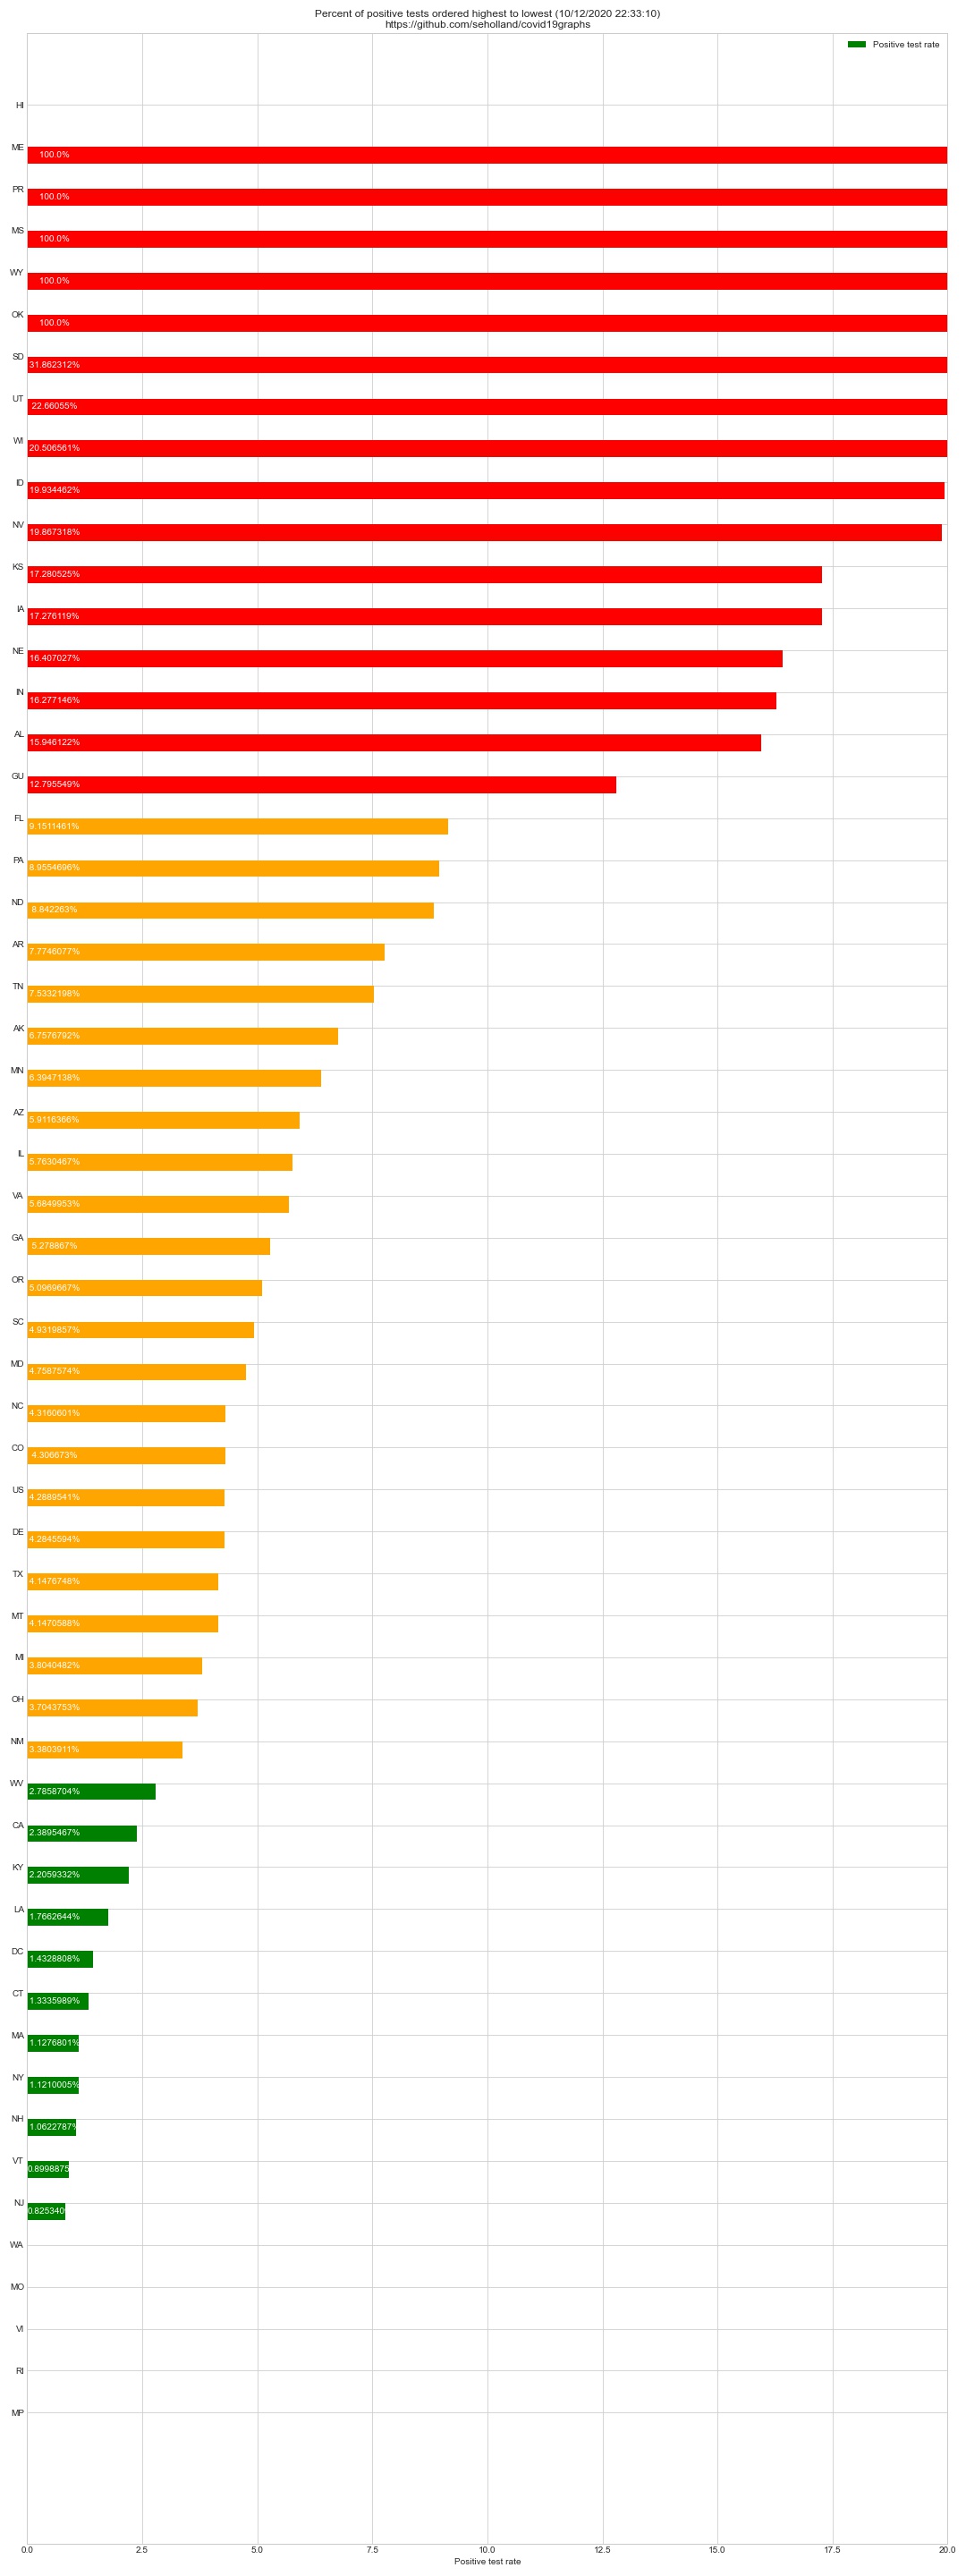 Percent of positive tests ordered highest to lowest (10/12/2020 22:33:10)
https://github.com/seholland/covid19graphs
Positive test rate
HI
ME 100.0%
PR 100.0%
MS 100.0%
WY 100.0%
OK 100.0%
SD 31.862312%
UT 22.66055%
WI 20.506561%
ID 19.934462%
NV 19.867318%
KS 17.280525%
IA 17.276119%
NE 16.407027%
IN 16.277146%
AL 15.946122%
GU 12.795549%
FL 9.1511461%
PA 8.9554696%
ND 8.842263%
AR 7.7746077%
TN 7.5332198%
AK 6.7576792%
MN 6.3947138%
AZ 5.9116366%
IL 5.7630467%
VA 5.6849953%
GA 5.278867%
OR 5.0969667%
SC 4.9319857%
MD 4.7587574%
NC 4.3160601%
CO 4.306673%
US 4.2889541%
DE 4.2845594%
TX 4.1476748%
MT 4.1470588%
MI 3.8040482%
OH 3.7043753%
NM 3.3803911%
WV 2.7858704%
CA 2.3895467%
KY 2.2059332%
LA 1.7662644%
DC 1.4328808%
CT 1.3335989%
MA 1.1276801%
NY 1.1210005%
NH 1.0622787%
VT 0.8998875
NJ 0.825340
WA
MO
VI
RI
MP
0.0 2.5 5.0 7.5 10.0 12.5 15.0 17.5 20.0
Positive test rate